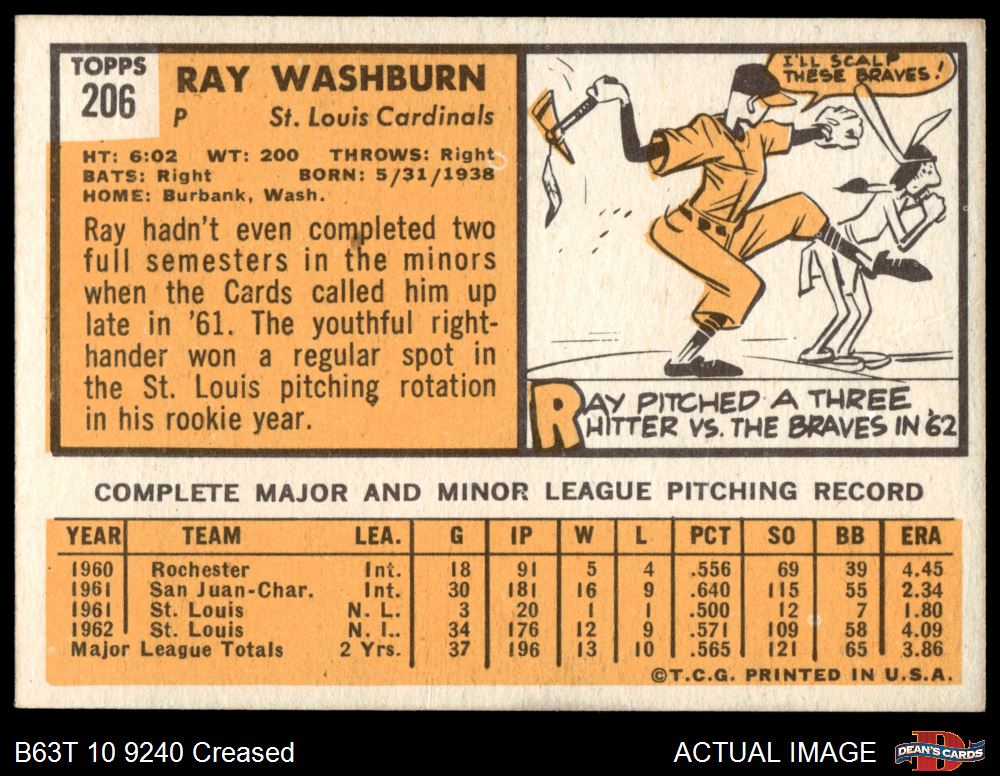 TOPPS
206
RAY WASHBURN
P St. Louis Cardinals
HT: 6:02 WT: 200 THROWS: Right
BATS: Right BORN: 5/31/1938
HOME: Burbank, Wash.
Ray hadn't even completed two
full semesters in the minors
when the Cards called him up
late in '61. The youthful right-
hander won a regular spot in
the St. Louis pitching rotation
in his rookie year.
I'LL SCALP
THESE BRAVES!
RAY PITCHED A THREE
HITTER VS. THE BRAVES IN '62
COMPLETE MAJOR AND MINOR LEAGUE PITCHING RECORD
YEAR TEAM LEA. G IP W L PCT SO BB ERA
1960 Rochester Int. 18 91 5 4 .556 69 39 4.45
1961 San Juan-Char. Int. 30 181 16 9 .640 115 55 2.34
1961 St. Louis N. L. 3 20 1 1 .500 12 7 1.80
1962 St. Louis N. L. 34 176 12 9 .571 109 58 4.09
Major League Totals 2 Yrs. 37 196 13 10 .565 121 65 3.86
©T.C.G. PRINTED IN U.S.A.
B63T 10 9240 Creased
ACTUAL IMAGE
DEAN'S CARDS